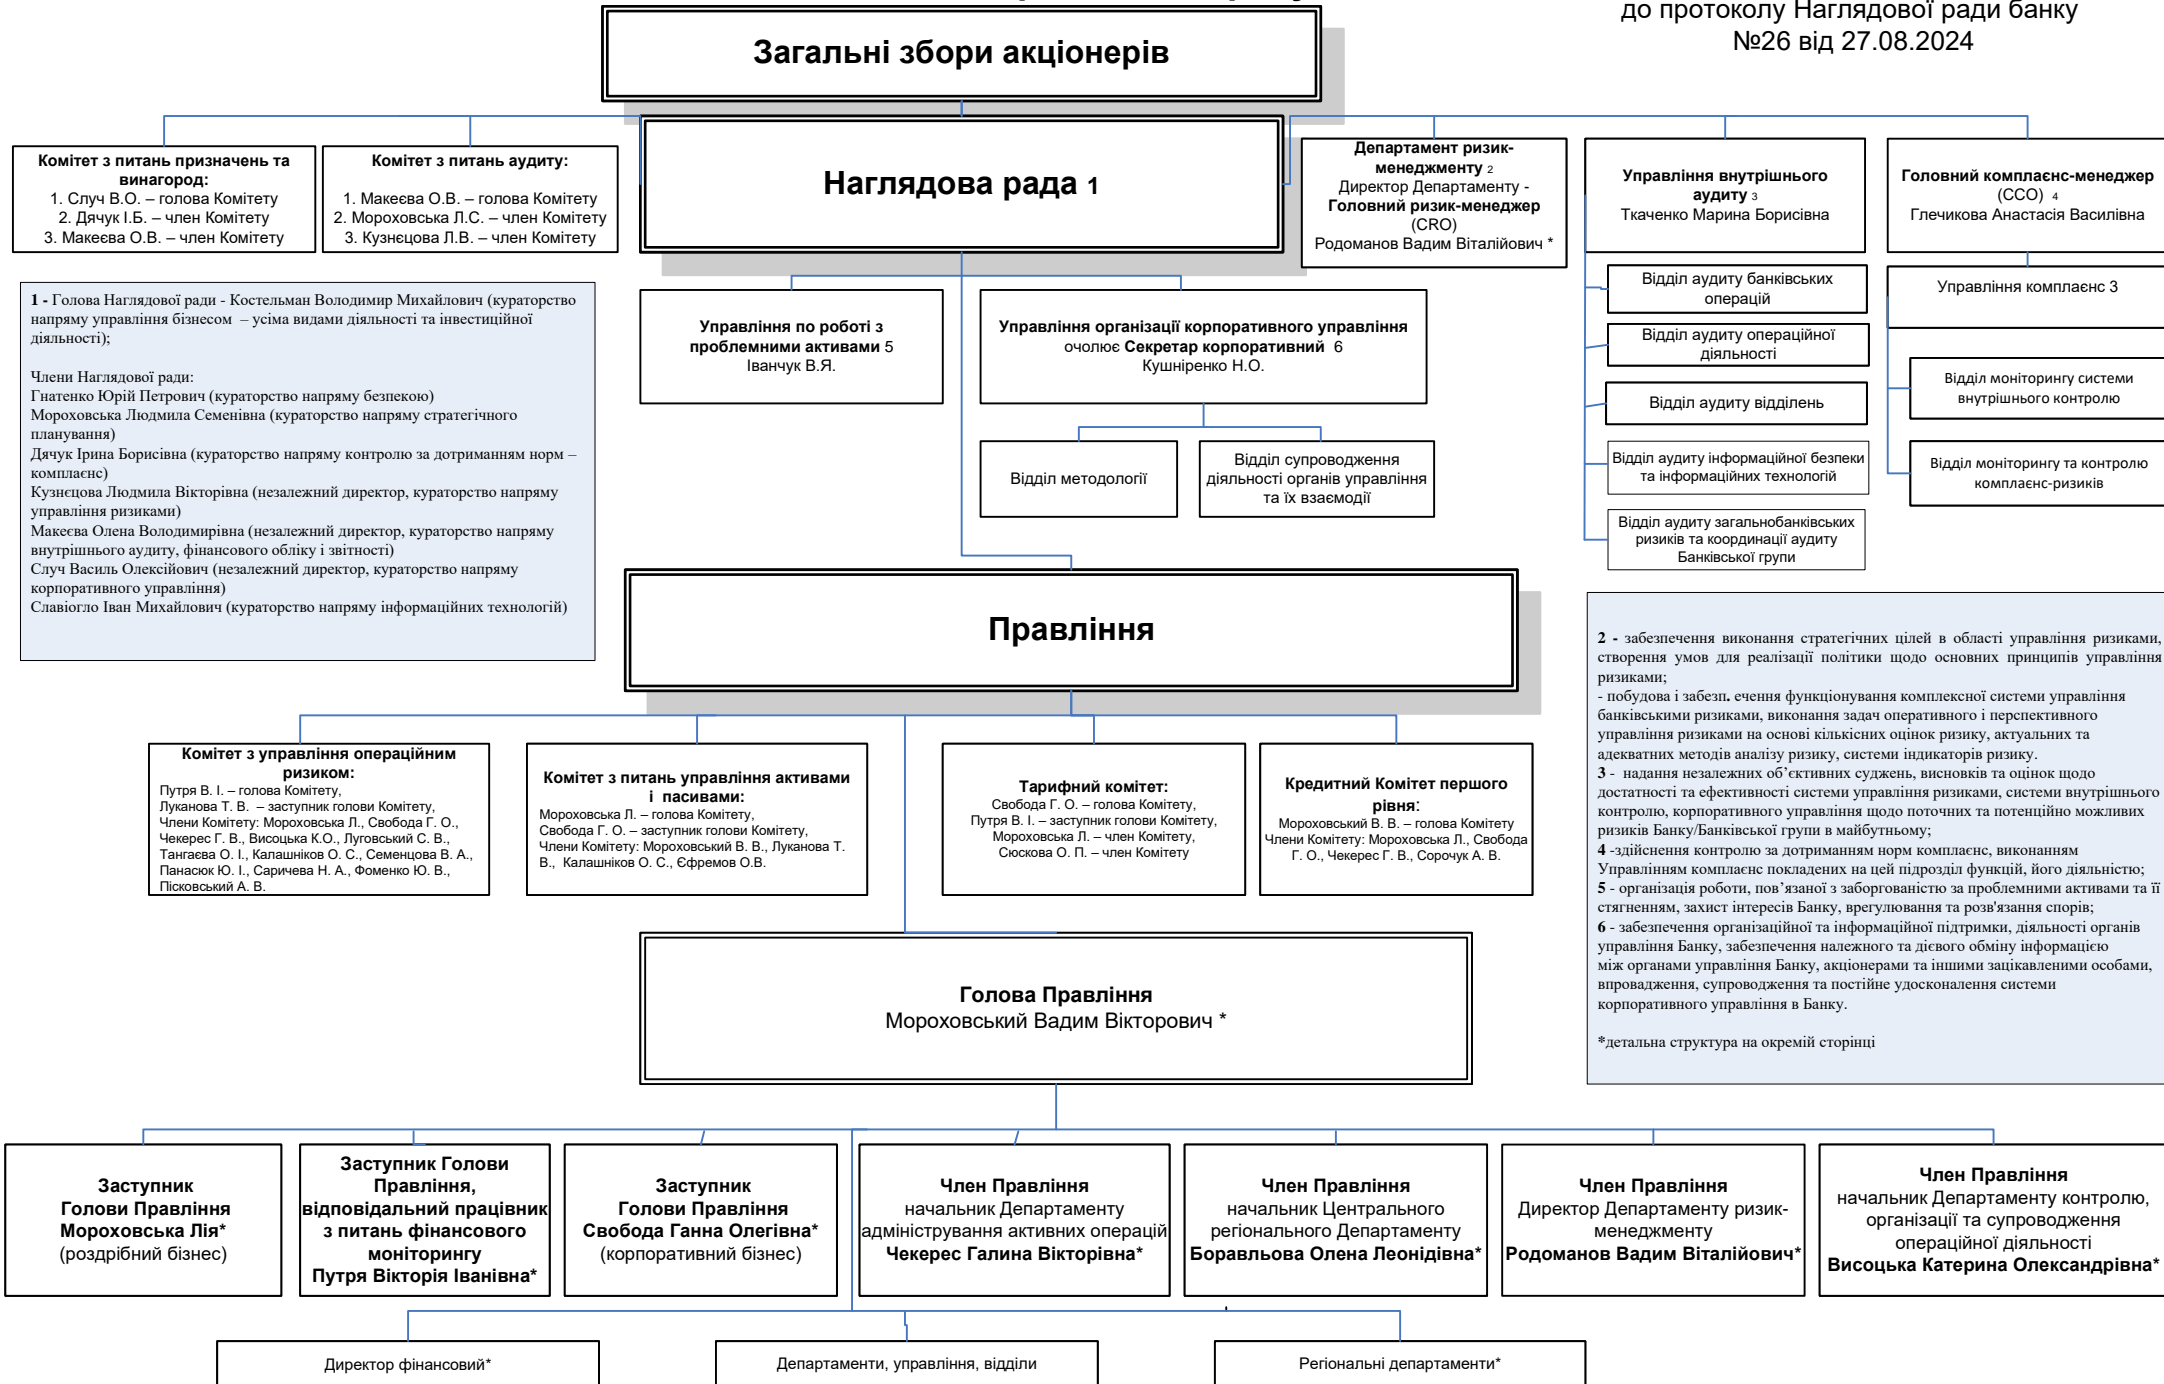 до протоколу Наглядової ради банку
№26 від 27.08.2024
Загальні збори акціонерів
Комітет з питань призначень та
винагород:
1. Случ В.О. – голова Комітету
2. Дячук І.Б. – член Комітету
3. Макеєва О.В. – член Комітету
Комітет з питань аудиту:
1. Макеєва О.В. – голова Комітету
2. Мороховська Л.С. – член Комітету
3. Кузнєцова Л.В. – член Комітету
Наглядова рада 1
Департамент ризик-
менеджменту 2
Директор Департаменту -
Головний ризик-менеджер
(CRO)
Родоманов Вадим Віталійович *
Управління внутрішнього
аудиту 3
Ткаченко Марина Борисівна
Головний комплаєнс-менеджер
(ССО) 4
Глечикова Анастасія Василівна
1 - Голова Наглядової ради - Костельман Володимир Михайлович (кураторство
напряму управління бізнесом – усіма видами діяльності та інвестиційної
діяльності);
Члени Наглядової ради:
Гнатенко Юрій Петрович (кураторство напряму безпекою)
Мороховська Людмила Семенівна (кураторство напряму стратегічного
планування)
Дячук Ірина Борисівна (кураторство напряму контролю за дотриманням норм –
комплаєнс)
Кузнєцова Людмила Вікторівна (незалежний директор, кураторство напряму
управління ризиками)
Макеєва Олена Володимирівна (незалежний директор, кураторство напряму
внутрішнього аудиту, фінансового обліку і звітності)
Случ Василь Олексійович (незалежний директор, кураторство напряму
корпоративного управління)
Славіогло Іван Михайлович (кураторство напряму інформаційних технологій)
Управління по роботі з
проблемними активами 5
Іванчук В.Я.
Управління організації корпоративного управління
очолює Секретар корпоративний 6
Кушніренко Н.О.
Відділ методології
Відділ супроводження
діяльності органів управління
та їх взаємодії
Відділ аудиту банківських
операцій
Відділ аудиту операційної
діяльності
Відділ аудиту відділень
Відділ аудиту інформаційної безпеки
та інформаційних технологій
Відділ аудиту загальнобанківських
ризиків та координації аудиту
Банківської групи
Управління комплаєнс 3
Відділ моніторингу системи
внутрішнього контролю
Відділ моніторингу та контролю
комплаєнс-ризиків
Правління
2 - забезпечення виконання стратегічних цілей в області управління ризиками,
створення умов для реалізації політики щодо основних принципів управління
ризиками;
- побудова і забезп. ечення функціонування комплексної системи управління
банківськими ризиками, виконання задач оперативного і перспективного
управління ризиками на основі кількісних оцінок ризику, актуальних та
адекватних методів аналізу ризику, системи індикаторів ризику.
3 - надання незалежних об’єктивних суджень, висновків та оцінок щодо
достатності та ефективності системи управління ризиками, системи внутрішнього
контролю, корпоративного управління щодо поточних та потенційно можливих
ризиків Банку/Банківської групи в майбутньому;
4 -здійснення контролю за дотриманням норм комплаєнс, виконанням
Управлінням комплаєнс покладених на цей підрозділ функцій, його діяльністю;
5 - організація роботи, пов’язаної з заборгованістю за проблемними активами та її
стягненням, захист інтересів Банку, врегулювання та розв'язання спорів;
6 - забезпечення організаційної та інформаційної підтримки, діяльності органів
управління Банку, забезпечення належного та дієвого обміну інформацією
між органами управління Банку, акціонерами та іншими зацікавленими особами,
впровадження, супроводження та постійне удосконалення системи
корпоративного управління в Банку.
*детальна структура на окремій сторінці
Комітет з управління операційним
ризиком:
Путря В. І. – голова Комітету,
Луканова Т. В. – заступник голови Комітету,
Члени Комітету: Мороховська Л., Свобода Г. О.,
Чекерес Г. В., Висоцька К.О., Луговський С. В.,
Тангаєва О. І., Калашніков О. С., Семенцова В. А.,
Панасюк Ю. І., Саричева Н. А., Фоменко Ю. В.,
Пісковський А. В.
Комітет з питань управління активами
і пасивами:
Мороховська Л. – голова Комітету,
Свобода Г. О. – заступник голови Комітету,
Члени Комітету: Мороховський В. В., Луканова Т.
В., Калашніков О. С., Єфремов О.В.
Тарифний комітет:
Свобода Г. О. – голова Комітету,
Путря В. І. – заступник голови Комітету,
Мороховська Л. – член Комітету,
Сюскова О. П. – член Комітету
Кредитний Комітет першого
рівня:
Мороховський В. В. – голова Комітету
Члени Комітету: Мороховська Л., Свобода
Г. О., Чекерес Г. В., Сорочук А. В.
Голова Правління
Мороховський Вадим Вікторович *
Заступник
Голови Правління
Мороховська Лія*
(роздрібний бізнес)
Заступник Голови
Правління,
відповідальний працівник
з питань фінансового
моніторингу
Путря Вікторія Іванівна*
Заступник
Голови Правління
Свобода Ганна Олегівна*
(корпоративний бізнес)
Член Правління
начальник Департаменту
адміністрування активних операцій
Чекерес Галина Вікторівна*
Член Правління
начальник Центрального
регіонального Департаменту
Боравльова Олена Леонідівна*
Член Правління
Директор Департаменту ризик-
менеджменту
Родоманов Вадим Віталійович*
Член Правління
начальник Департаменту контролю,
організації та супроводження
операційної діяльності
Висоцька Катерина Олександрівна*
Директор фінансовий*
Департаменти, управління, відділи
Регіональні департаменти*